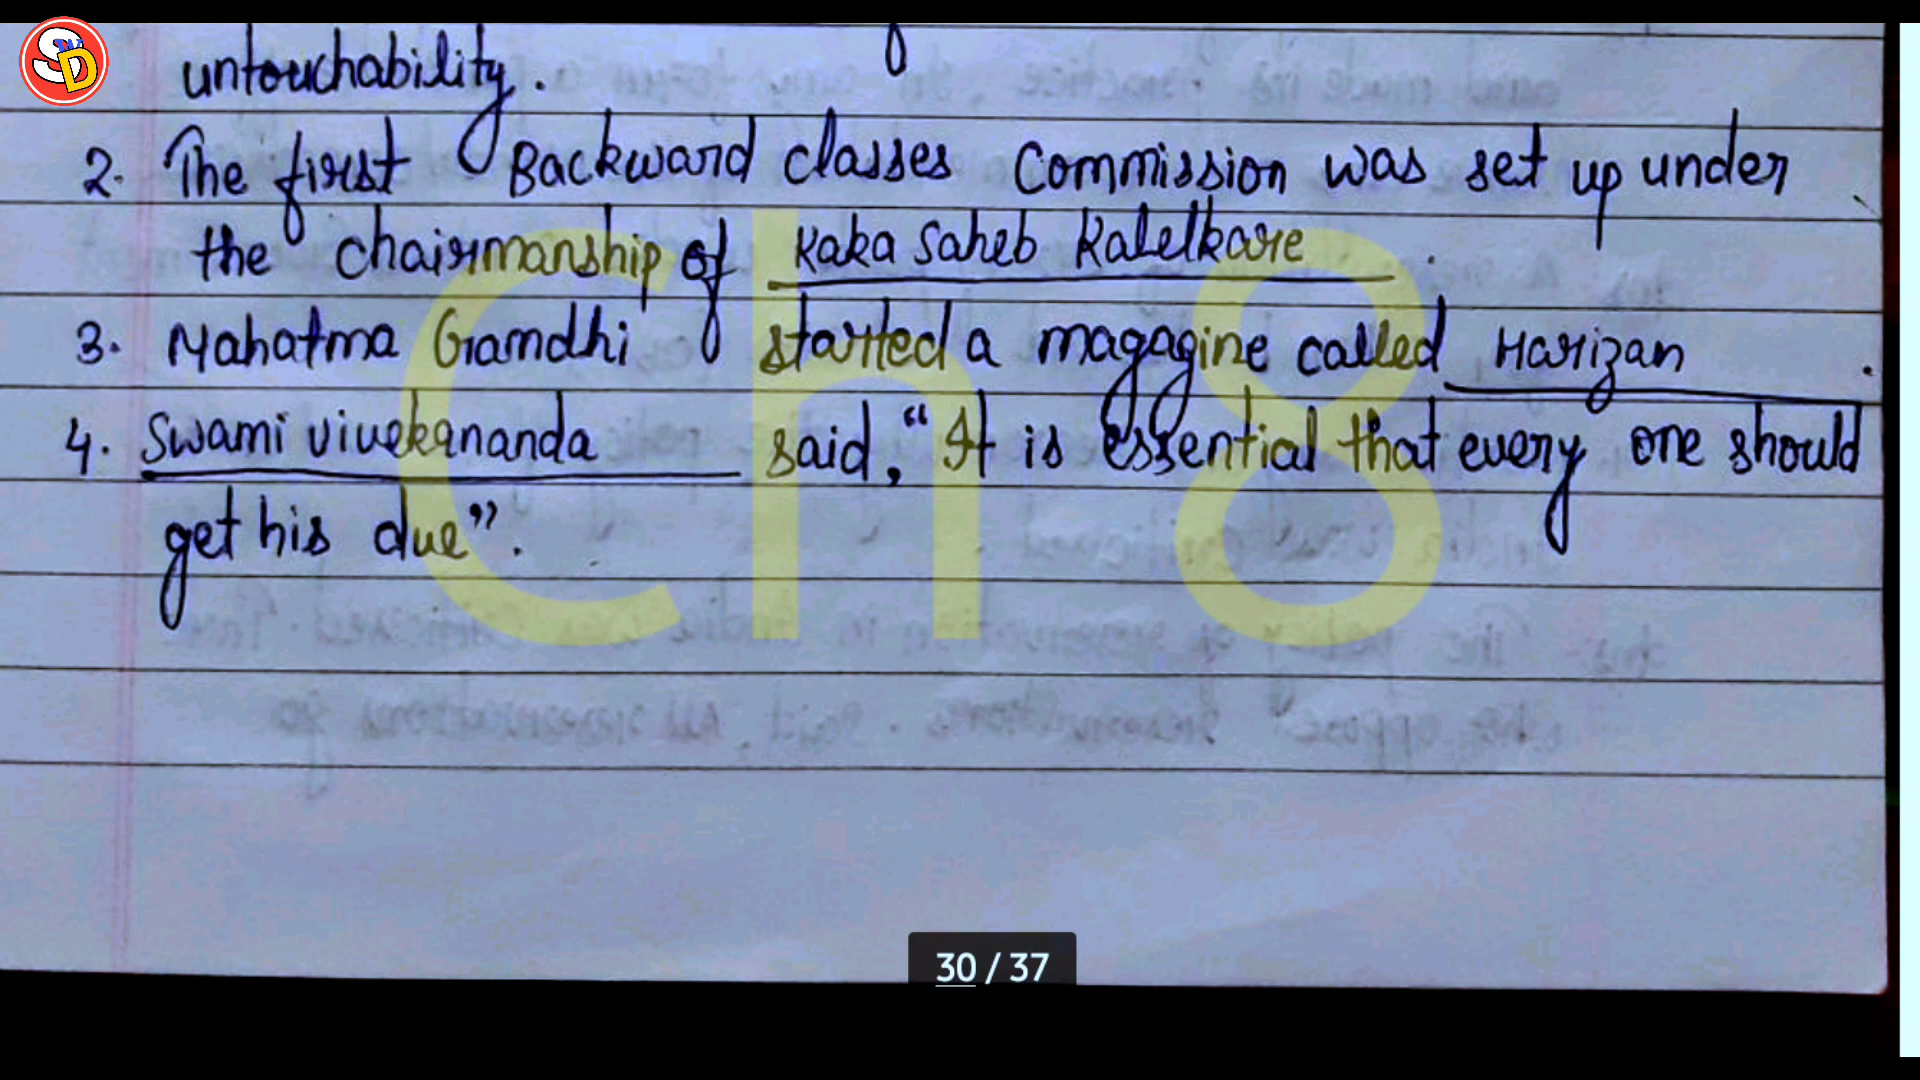 untouchability.
2. The first Backward classes Commission was set up under
the chairmanship of Kaka Saheb Kalelkare.
3. Mahatma Gandhi started a magagine called Harizan.
4. Swami vivekananda said, "It is essential that every one should
get his due".
Ch 8
30 / 37